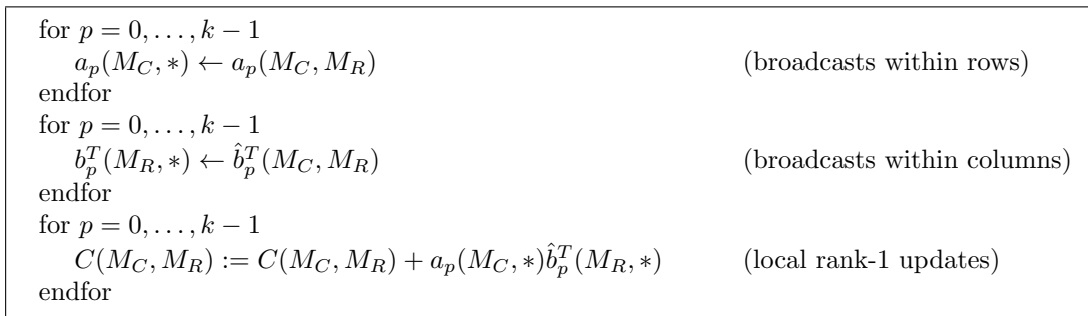 for p = 0, . . . , k − 1
a_p(M_C, ∗) ← a_p(M_C, M_R) (broadcasts within rows)
endfor
for p = 0, . . . , k − 1
b_p^T(M_R, ∗) ← b̂_p^T(M_C, M_R) (broadcasts within columns)
endfor
for p = 0, . . . , k − 1
C(M_C, M_R) := C(M_C, M_R) + a_p(M_C, ∗)b̂_p^T(M_R, ∗) (local rank-1 updates)
endfor